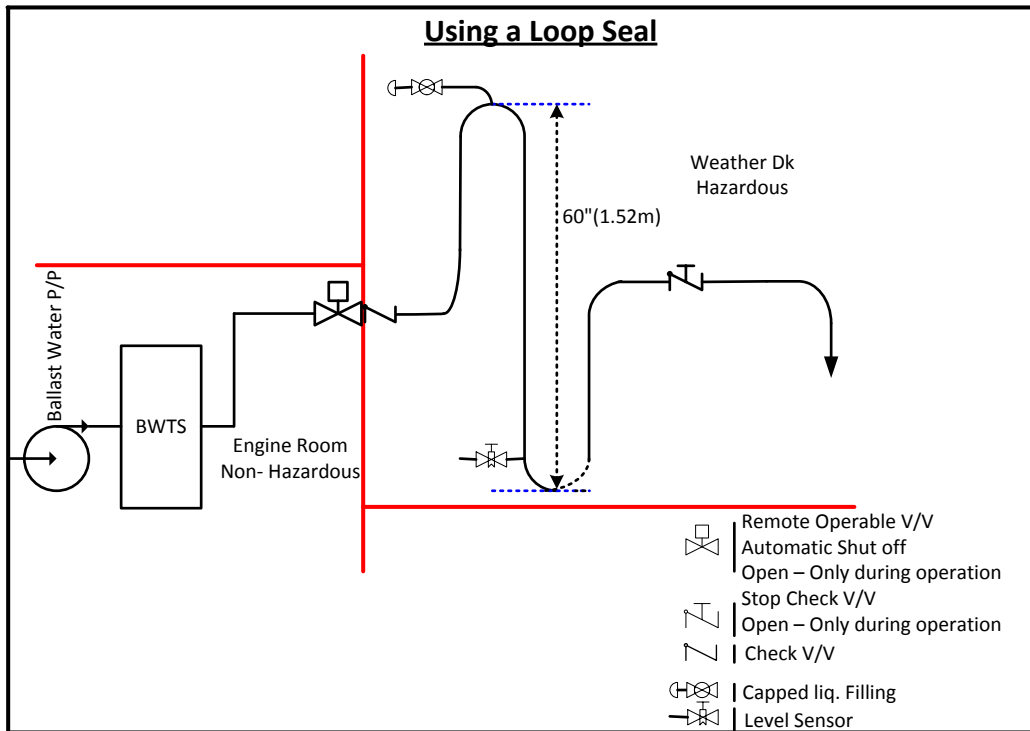 Using a Loop Seal
Weather Dk
Hazardous
60"(1.52m)
Ballast Water P/P
BWTS
Engine Room
Non- Hazardous
Remote Operable V/V
Automatic Shut off
Open – Only during operation
Stop Check V/V
Open – Only during operation
Check V/V
Capped liq. Filling
Level Sensor